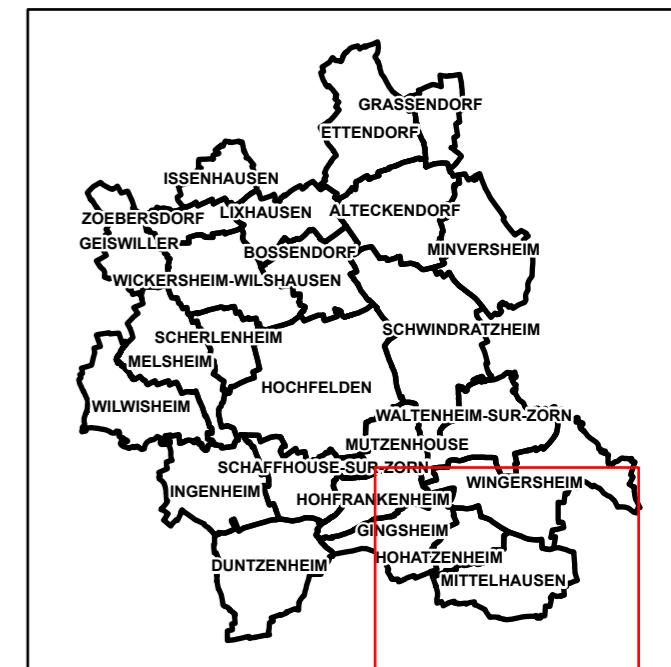 GRASSENDORF
ETTENDORF
ISSENHAUSEN
ZOEBERSDORF
LIXHAUSEN
ALTECKENDORF
GEISWILLER
BOSSENDORF
MINVERSHEIM
WICKERSHEIM-WILSHAUSEN
SCHERLENHEIM
SCHWINDRATZHEIM
MELSHEIM
HOCHFELDEN
WILWISHEIM
WALTENHEIM-SUR-ZORN
MUTZENHOUSE
SCHAFFHOUSE-SUR-ZORN
INGENHEIM
WINGERSHEIM
HOHFRANKENHEIM
GINGSHEIM
DUNTZENHEIM
HOHATZENHEIM
MITTELHAUSEN